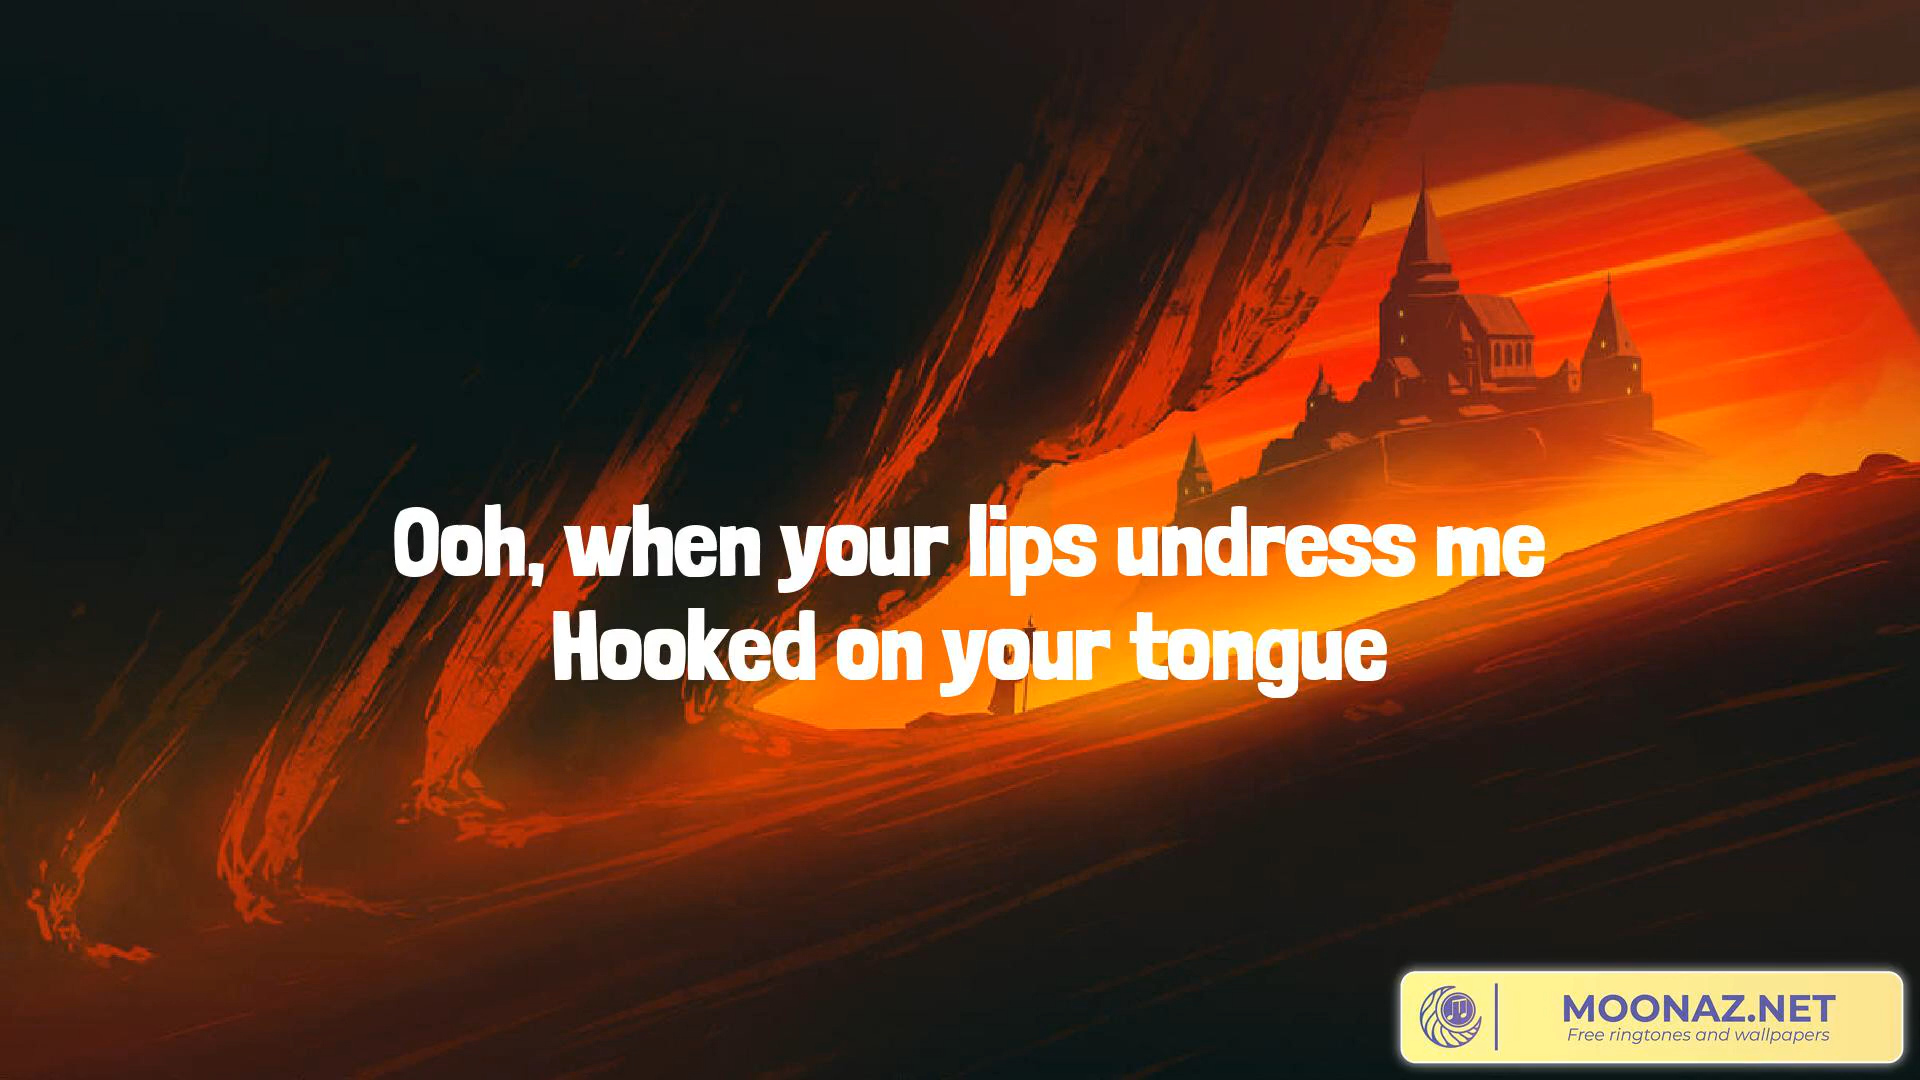 Ooh, when your lips undress me
Hooked on your tongue
MOONAZ.NET
Free ringtones and wallpapers